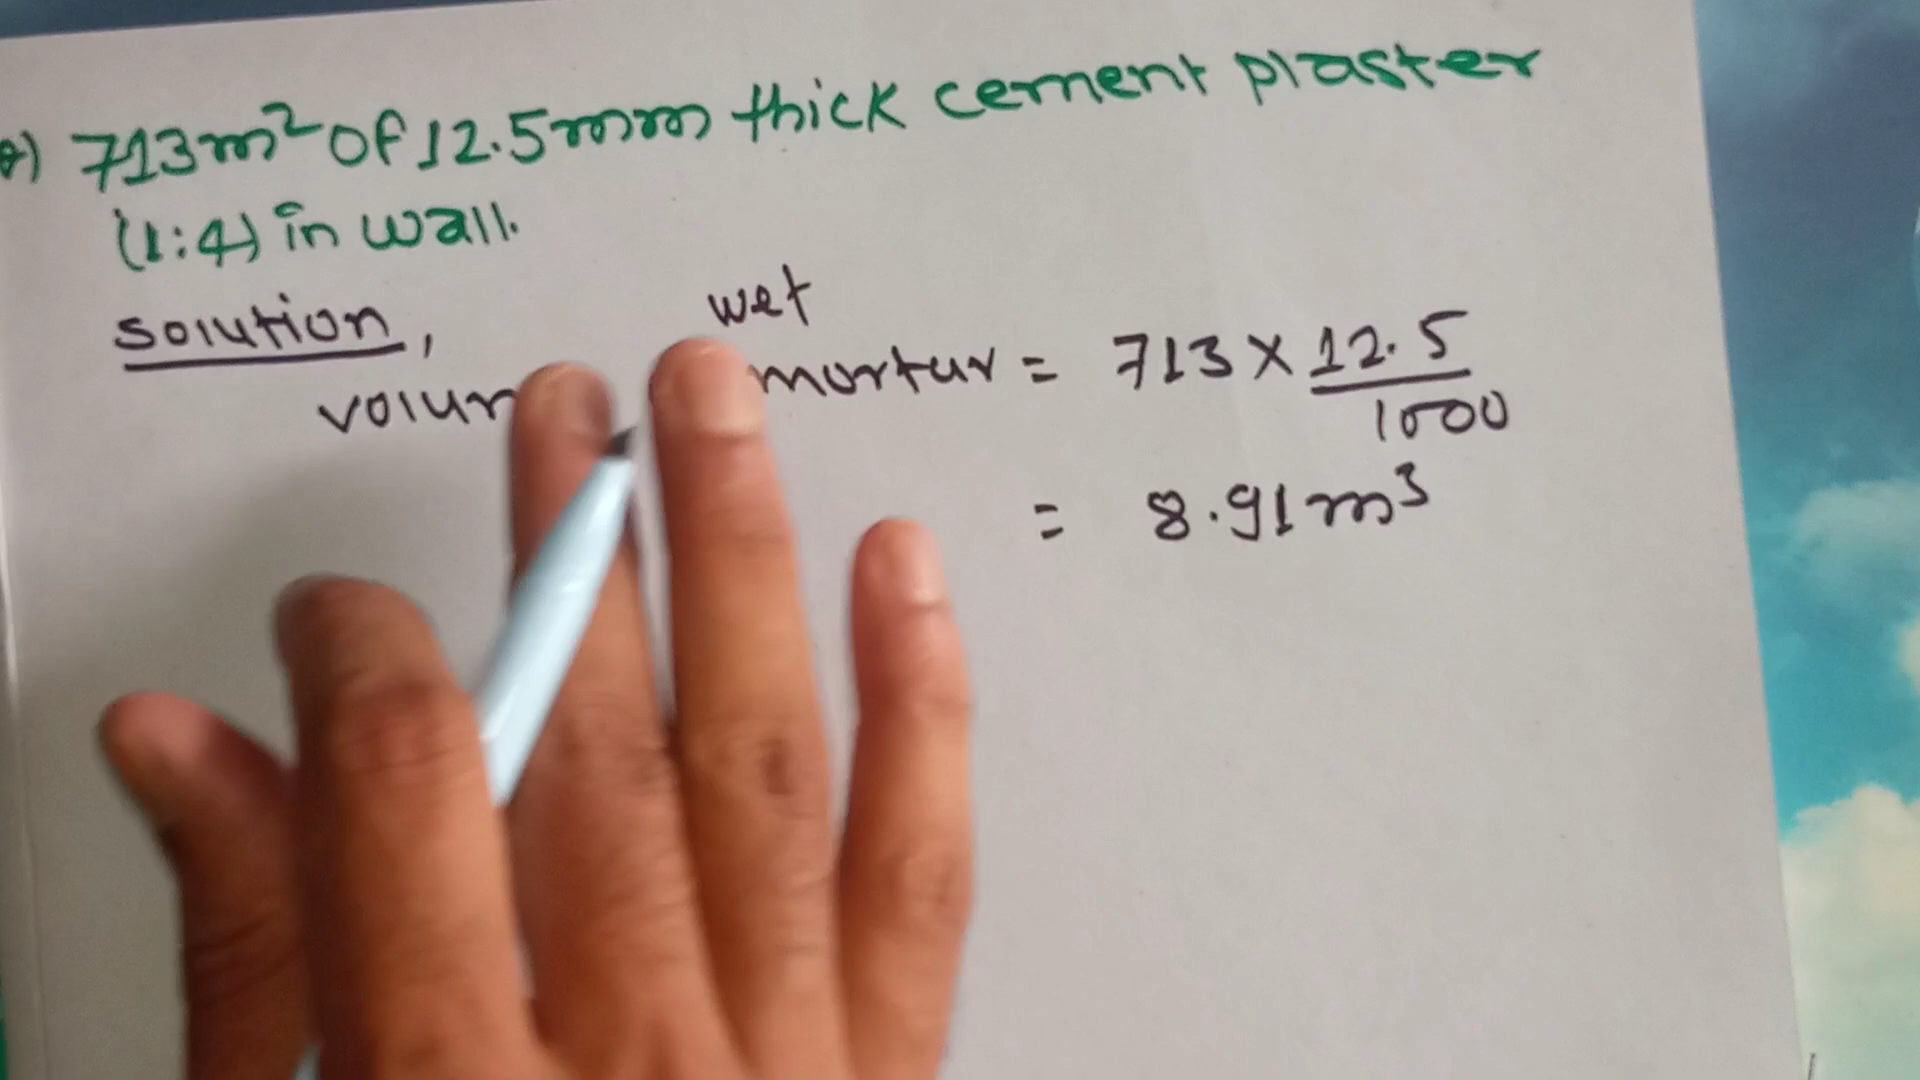 713m² of 12.5mm thick cement plaster
(1:4) in wall.
solution,
wet
mortar = 713 × 12.5/1000
= 8.91m³